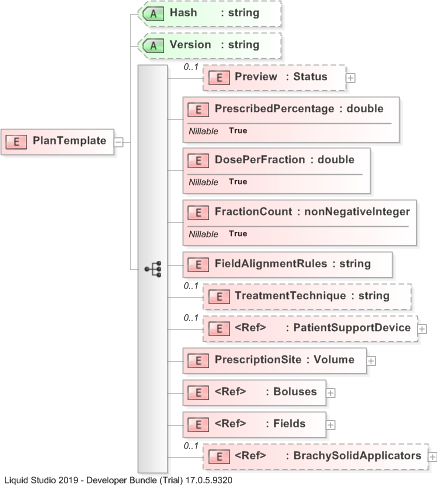 A Hash : string
A Version : string
0..1
E Preview : Status
E PrescribedPercentage : double
Nillable True
E PlanTemplate
E DosePerFraction : double
Nillable True
E FractionCount : nonNegativeInteger
Nillable True
E FieldAlignmentRules : string
0..1
E TreatmentTechnique : string
0..1
E <Ref> : PatientSupportDevice
E PrescriptionSite : Volume
E <Ref> : Boluses
E <Ref> : Fields
0..1
E <Ref> : BrachySolidApplicators
Liquid Studio 2019 - Developer Bundle (Trial) 17.0.5.9320